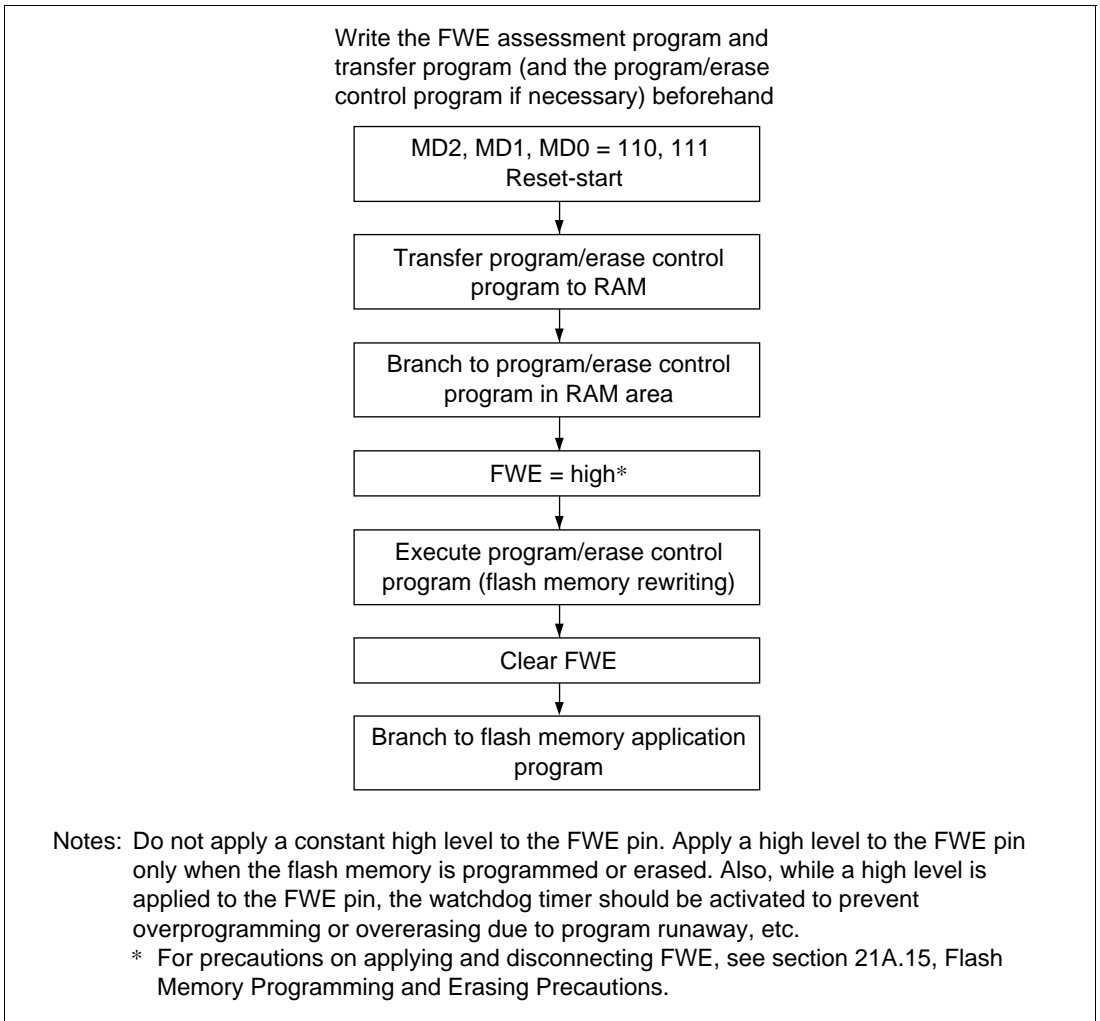 Write the FWE assessment program and
transfer program (and the program/erase
control program if necessary) beforehand
MD2, MD1, MD0 = 110, 111
Reset-start
Transfer program/erase control
program to RAM
Branch to program/erase control
program in RAM area
FWE = high*
Execute program/erase control
program (flash memory rewriting)
Clear FWE
Branch to flash memory application
program
Notes: Do not apply a constant high level to the FWE pin. Apply a high level to the FWE pin
only when the flash memory is programmed or erased. Also, while a high level is
applied to the FWE pin, the watchdog timer should be activated to prevent
overprogramming or overerasing due to program runaway, etc.
* For precautions on applying and disconnecting FWE, see section 21A.15, Flash
Memory Programming and Erasing Precautions.